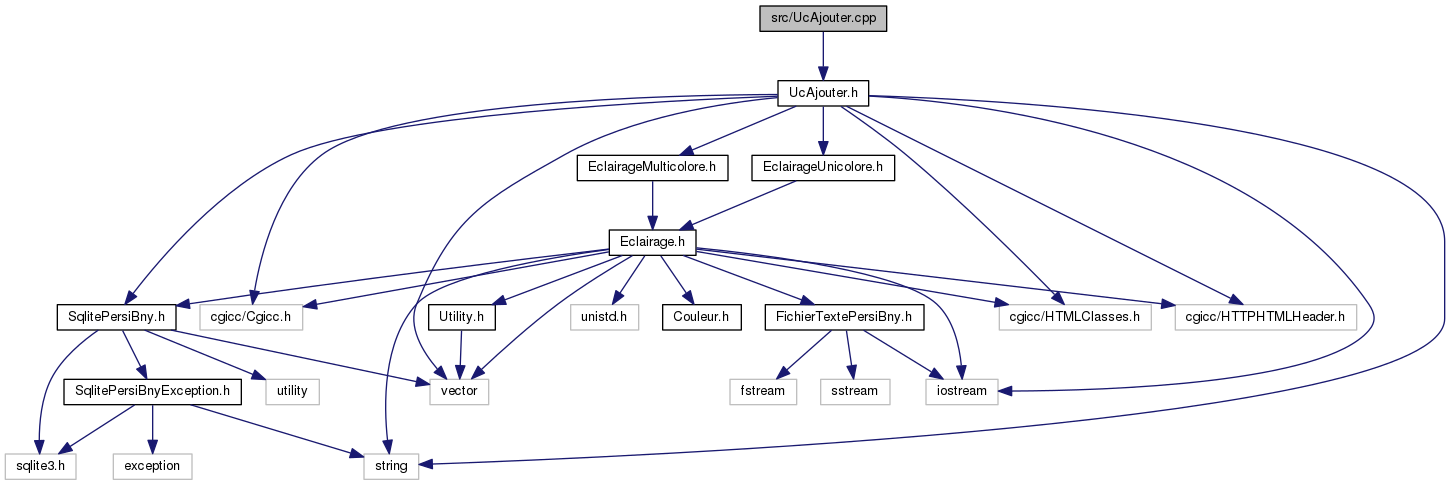 src/UcAjouter.cpp
UcAjouter.h
EclairageMulticolore.h
EclairageUnicolore.h
Eclairage.h
SqlitePersiBny.h
cgicc/Cgicc.h
Utility.h
unistd.h
Couleur.h
FichierTextePersiBny.h
cgicc/HTMLClasses.h
cgicc/HTTPHTMLHeader.h
SqlitePersiBnyException.h
utility
vector
fstream
sstream
iostream
sqlite3.h
exception
string